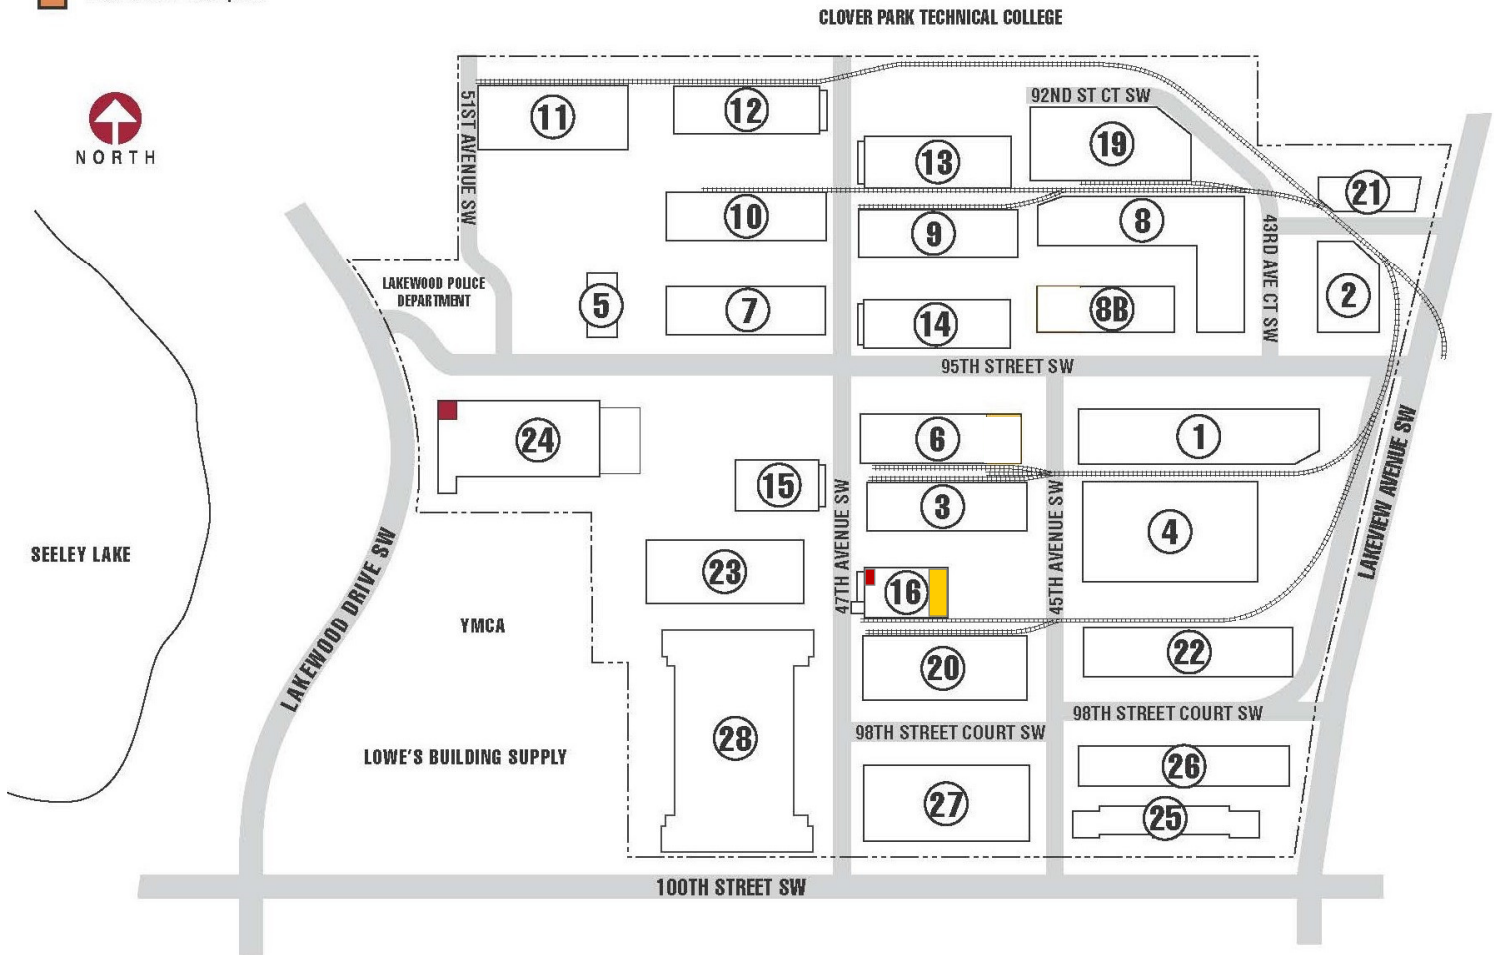 CLOVER PARK TECHNICAL COLLEGE
NORTH
51ST AVENUE SW
92ND ST CT SW
11
12
13
19
21
10
9
8
43RD AVE CT SW
LAKEWOOD POLICE
DEPARTMENT
5
7
14
8B
2
95TH STREET SW
24
6
1
15
3
4
47TH AVENUE SW
45TH AVENUE SW
LAKEVIEW AVENUE SW
SEELEY LAKE
LAKEWOOD DRIVE SW
23
16
YMCA
20
22
98TH STREET COURT SW
98TH STREET COURT SW
28
LOWE'S BUILDING SUPPLY
26
27
25
100TH STREET SW